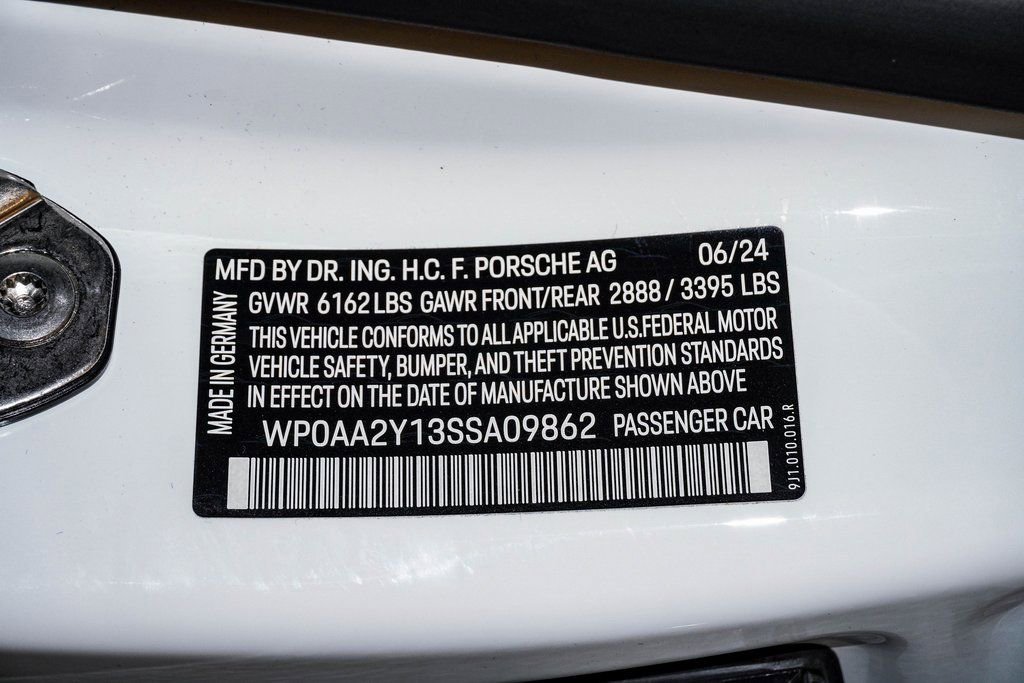 MFD BY DR. ING. H.C. F. PORSCHE AG 06/24
GVWR 6162 LBS GAWR FRONT/REAR 2888 / 3395 LBS
THIS VEHICLE CONFORMS TO ALL APPLICABLE U.S.FEDERAL MOTOR
VEHICLE SAFETY, BUMPER, AND THEFT PREVENTION STANDARDS
IN EFFECT ON THE DATE OF MANUFACTURE SHOWN ABOVE
WP0AA2Y13SSA09862 PASSENGER CAR
MADE IN GERMANY
9J1.010.016.R